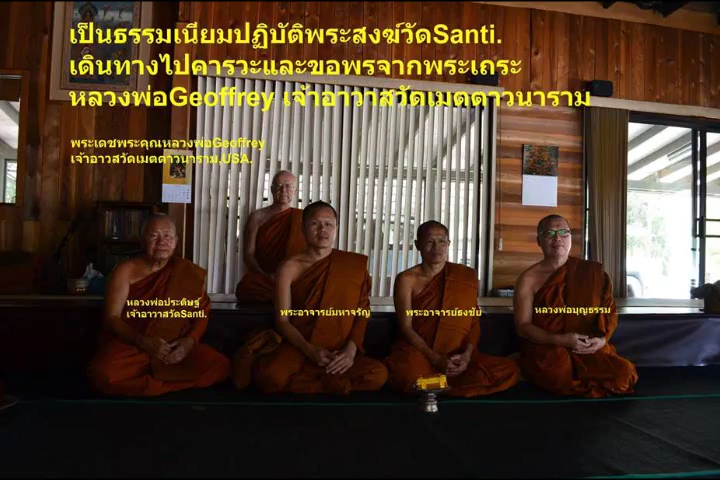 เป็นธรรมเนียมปฏิบัติพระสงฆ์วัดSanti.
เดินทางไปคารวะและขอพรจากพระเถระ
หลวงพ่อGeoffrey เจ้าอาวาสวัดเมตตาวนาราม
พระเดชพระคุณหลวงพ่อGeoffrey
เจ้าอาวสวัดเมตตาวนาราม.USA.
หลวงพ่อประดิษฐ์
เจ้าอาวาสวัดSanti.
พระอาจารย์มหาจรัญ
พระอาจารย์ธงชัย
หลวงพ่อบุญธรรม